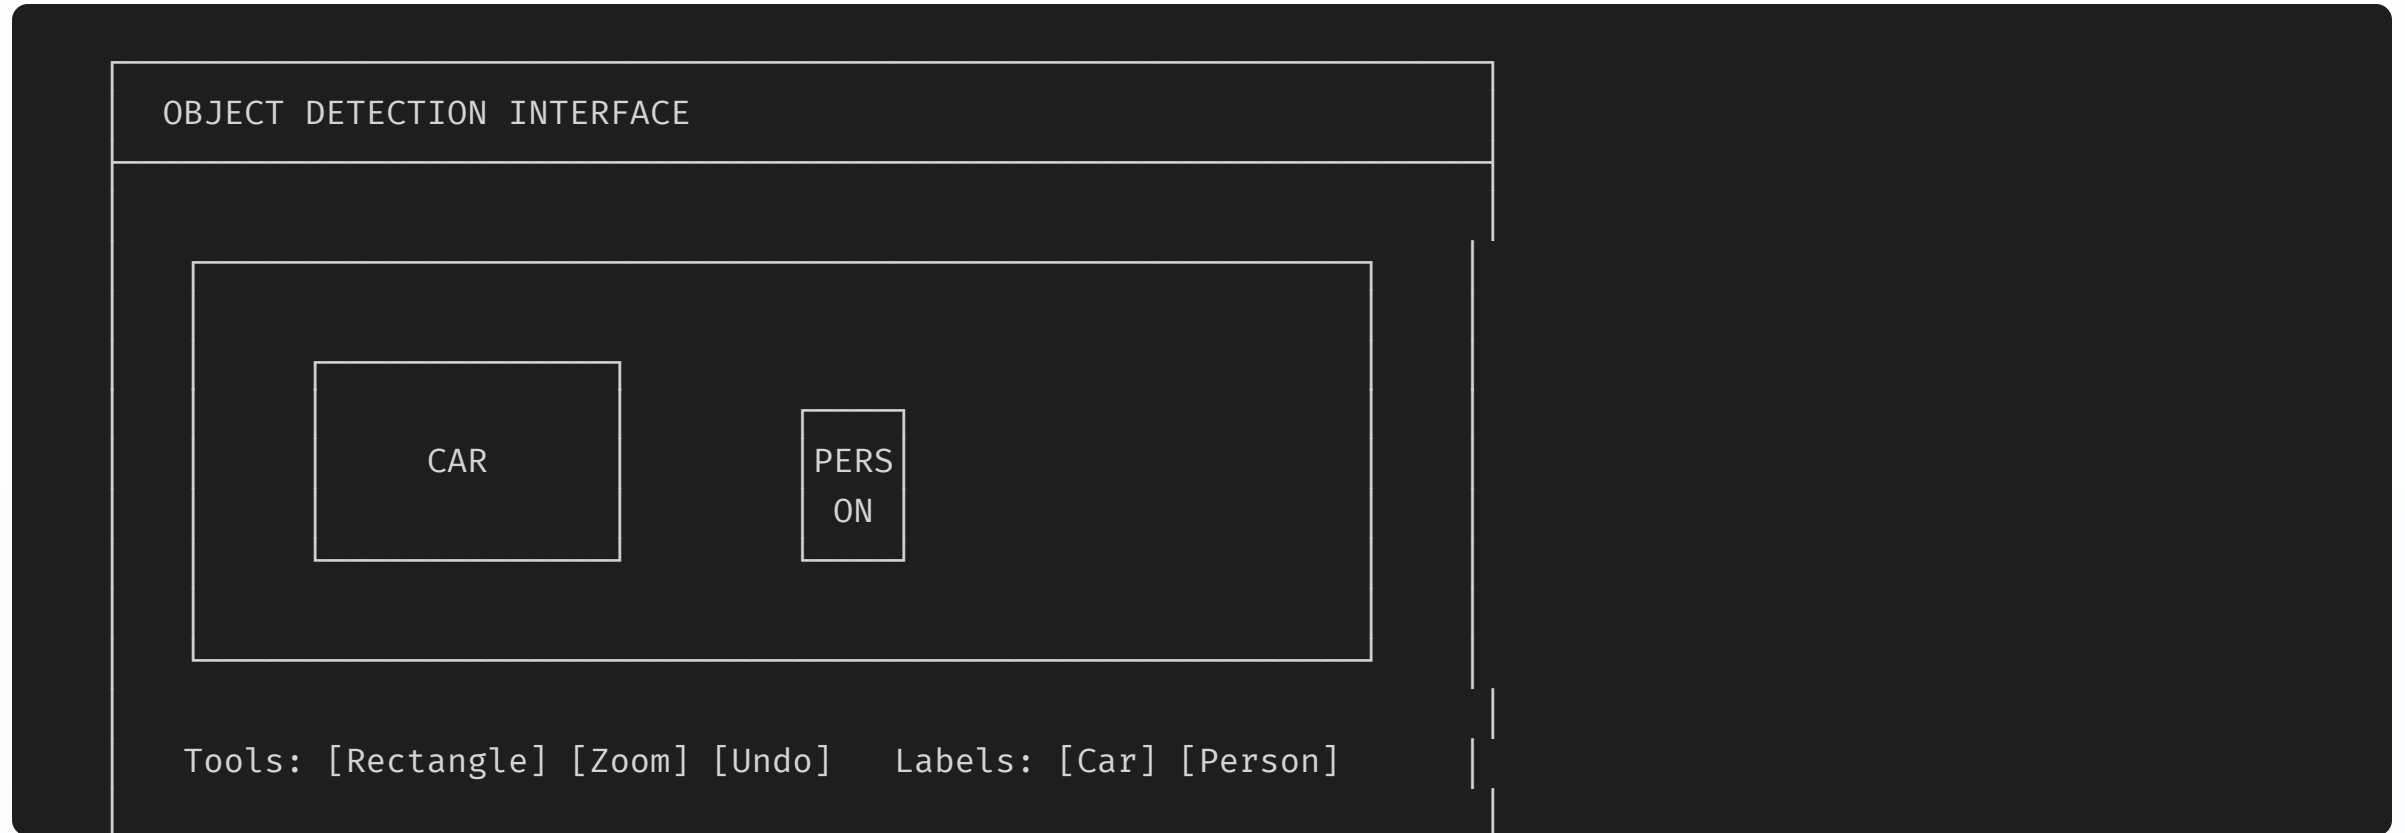 OBJECT DETECTION INTERFACE
CAR
PERS
ON
Tools: [Rectangle] [Zoom] [Undo]   Labels: [Car] [Person]